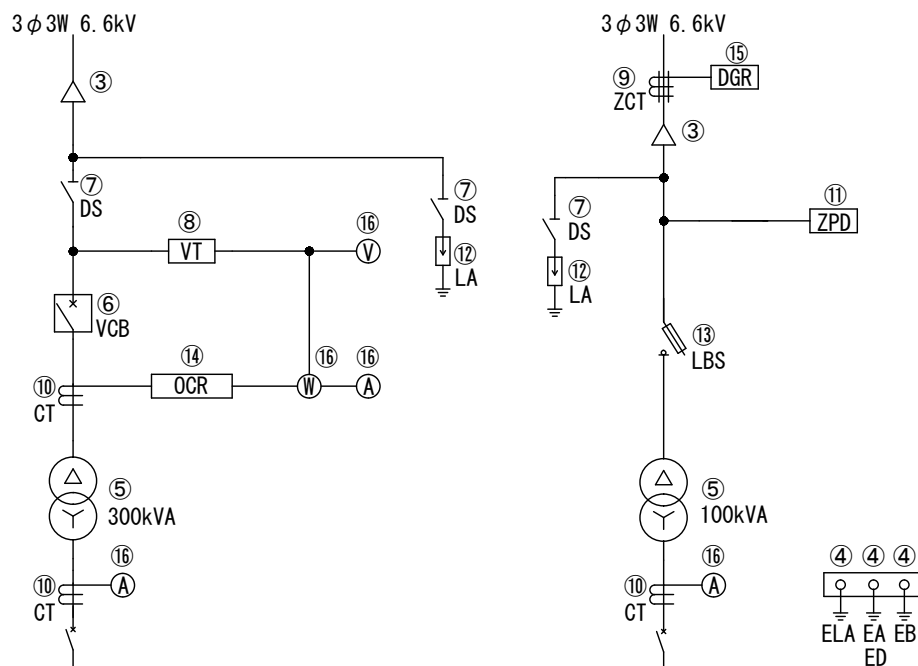 3φ3W 6.6kV
③
⑦
DS
⑦
DS
⑧
VT
⑯
V
⑫
LA
⑥
VCB
⑭
OCR
⑯
W
⑯
A
⑩
CT
⑤
300kVA
⑯
A
⑩
CT
3φ3W 6.6kV
⑮
DGR
⑨
ZCT
③
⑦
DS
⑪
ZPD
⑫
LA
⑬
LBS
⑤
100kVA
⑯
A
⑩
CT
④ ④ ④
ELA EA EB
ED